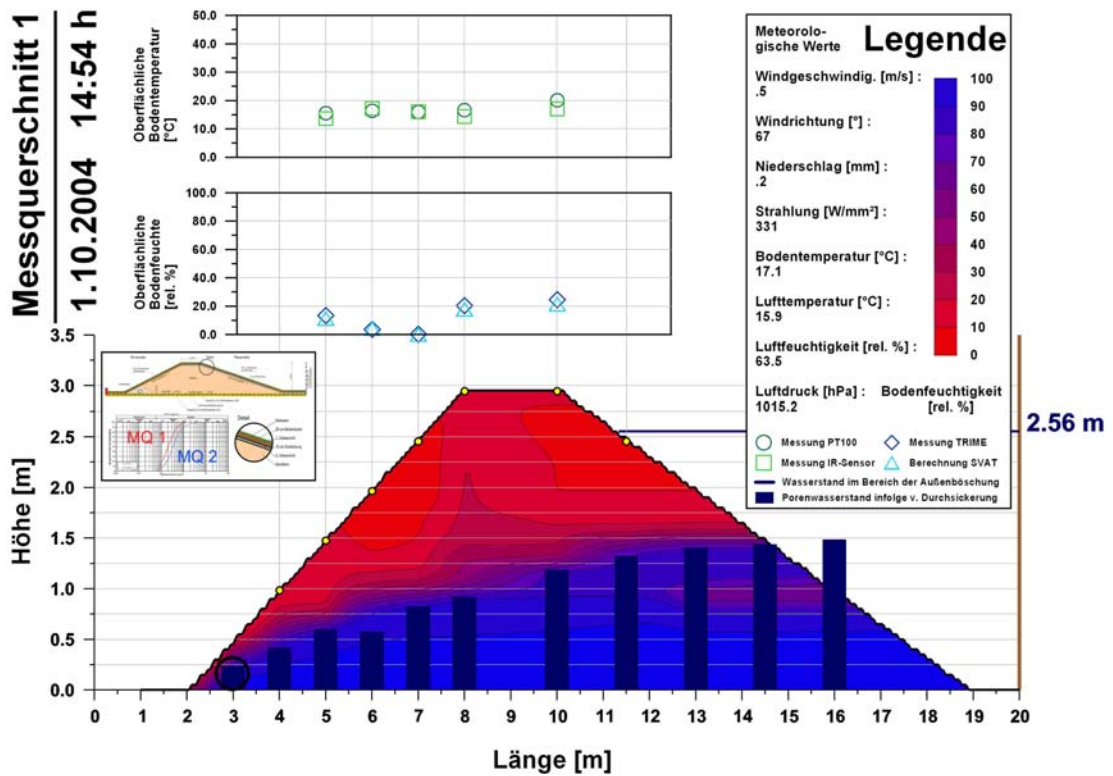 Messquerschnitt 1
1.10.2004 14:54 h
Oberflächliche
Bodentemperatur
[°C]
50.0
40.0
30.0
20.0
10.0
0.0
Oberflächliche
Bodenfeuchte
[rel. %]
100.0
80.0
60.0
40.0
20.0
0.0
Meteorolo-
gische Werte
Legende
Windgeschwindig. [m/s] :
.5
Windrichtung [°] :
67
Niederschlag [mm] :
.2
Strahlung [W/mm²] :
331
Bodentemperatur [°C] :
17.1
Lufttemperatur [°C] :
15.9
Luftfeuchtigkeit [rel. %] :
63.5
Luftdruck [hPa] :
1015.2
100
90
80
70
60
50
40
30
20
10
0
Bodenfeuchtigkeit
[rel. %]
Messung PT100
Messung TRIME
Messung IR-Sensor
Berechnung SVAT
Wasserstand im Bereich der Außenböschung
Porenwasserstand infolge v. Durchsickerung
MQ 1
MQ 2
Detail
2.56 m
Höhe [m]
3.5
3.0
2.5
2.0
1.5
1.0
0.5
0.0
0 1 2 3 4 5 6 7 8 9 10 11 12 13 14 15 16 17 18 19 20
Länge [m]